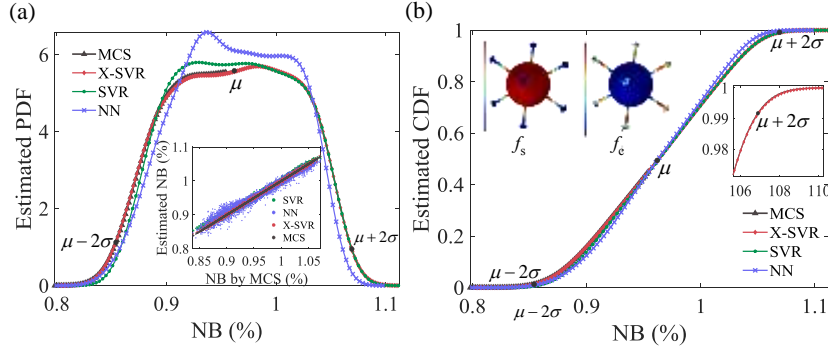 (a)
6
4
2
0
0.8
0.9
1
1.1
Estimated PDF
NB (%)
MCS
X-SVR
SVR
NN
μ
μ−2σ
μ+2σ
1.1
1
0.9
0.8
0.85
0.9
0.95
1
1.05
Estimated NB (%)
NB by MCS (%)
SVR
NN
X-SVR
MCS
(b)
1
0.8
0.6
0.4
0.2
0
0.8
0.9
1
1.1
Estimated CDF
NB (%)
fs
fe
μ+2σ
μ
μ−2σ
μ−2σ
1.00
0.99
0.98
106
108
110
μ+2σ
MCS
X-SVR
SVR
NN